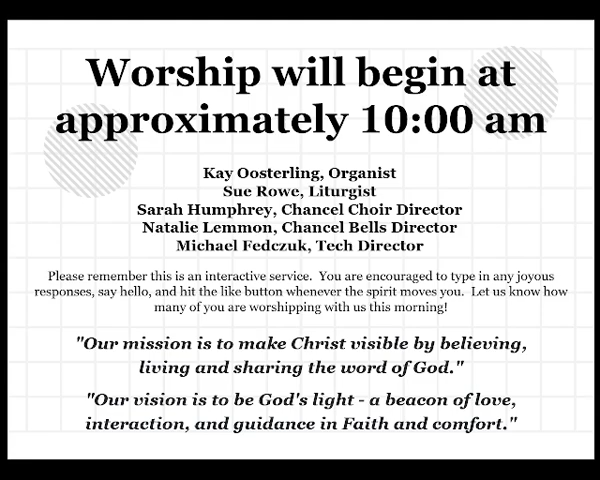 Worship will begin at
approximately 10:00 am
Kay Oosterling, Organist
Sue Rowe, Liturgist
Sarah Humphrey, Chancel Choir Director
Natalie Lemmon, Chancel Bells Director
Michael Fedczuk, Tech Director
Please remember this is an interactive service.  You are encouraged to type in any joyous
responses, say hello, and hit the like button whenever the spirit moves you.  Let us know how
many of you are worshipping with us this morning!
"Our mission is to make Christ visible by believing,
living and sharing the word of God."
"Our vision is to be God's light - a beacon of love,
interaction, and guidance in Faith and comfort."